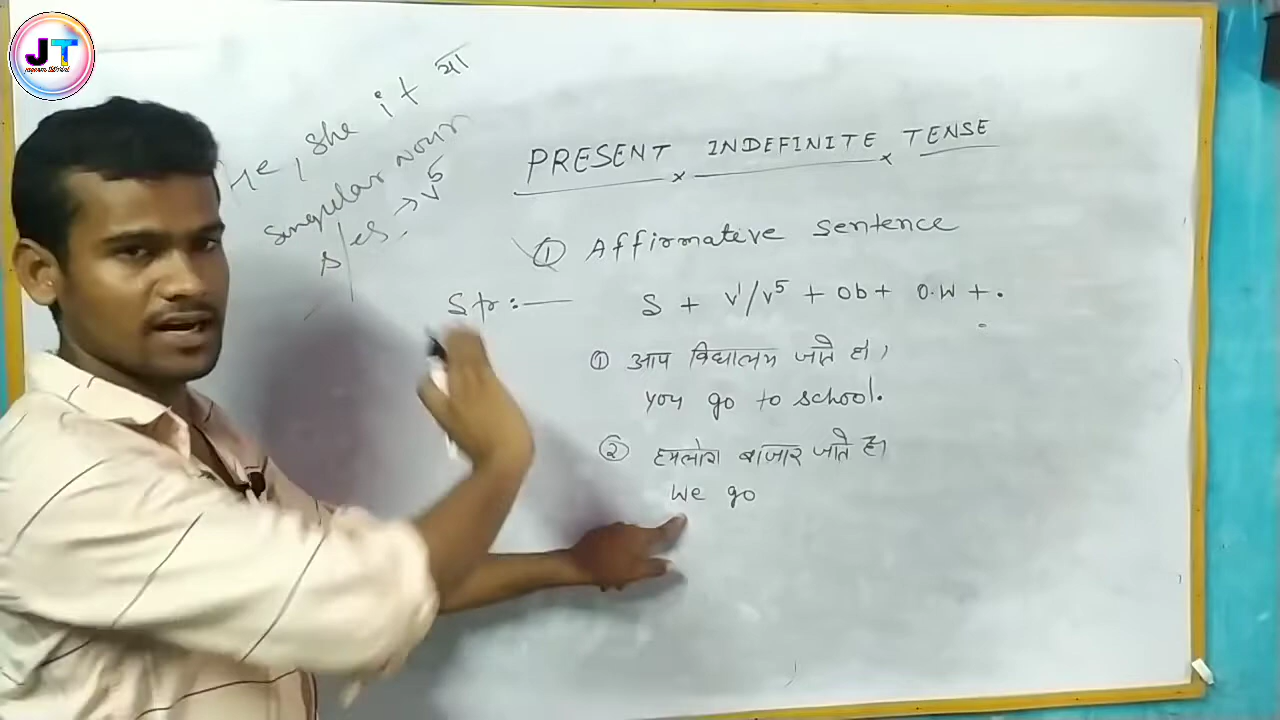 JT
He, she it या
singular noun
s/es → v⁵
PRESENT INDEFINITE TENSE
① Affirmative sentence
Str:— S + v¹/v⁵ + ob + o.w + .
① आप विद्यालय जाते हो।
you go to school.
② हमलोग बाजार जाते है।
we go